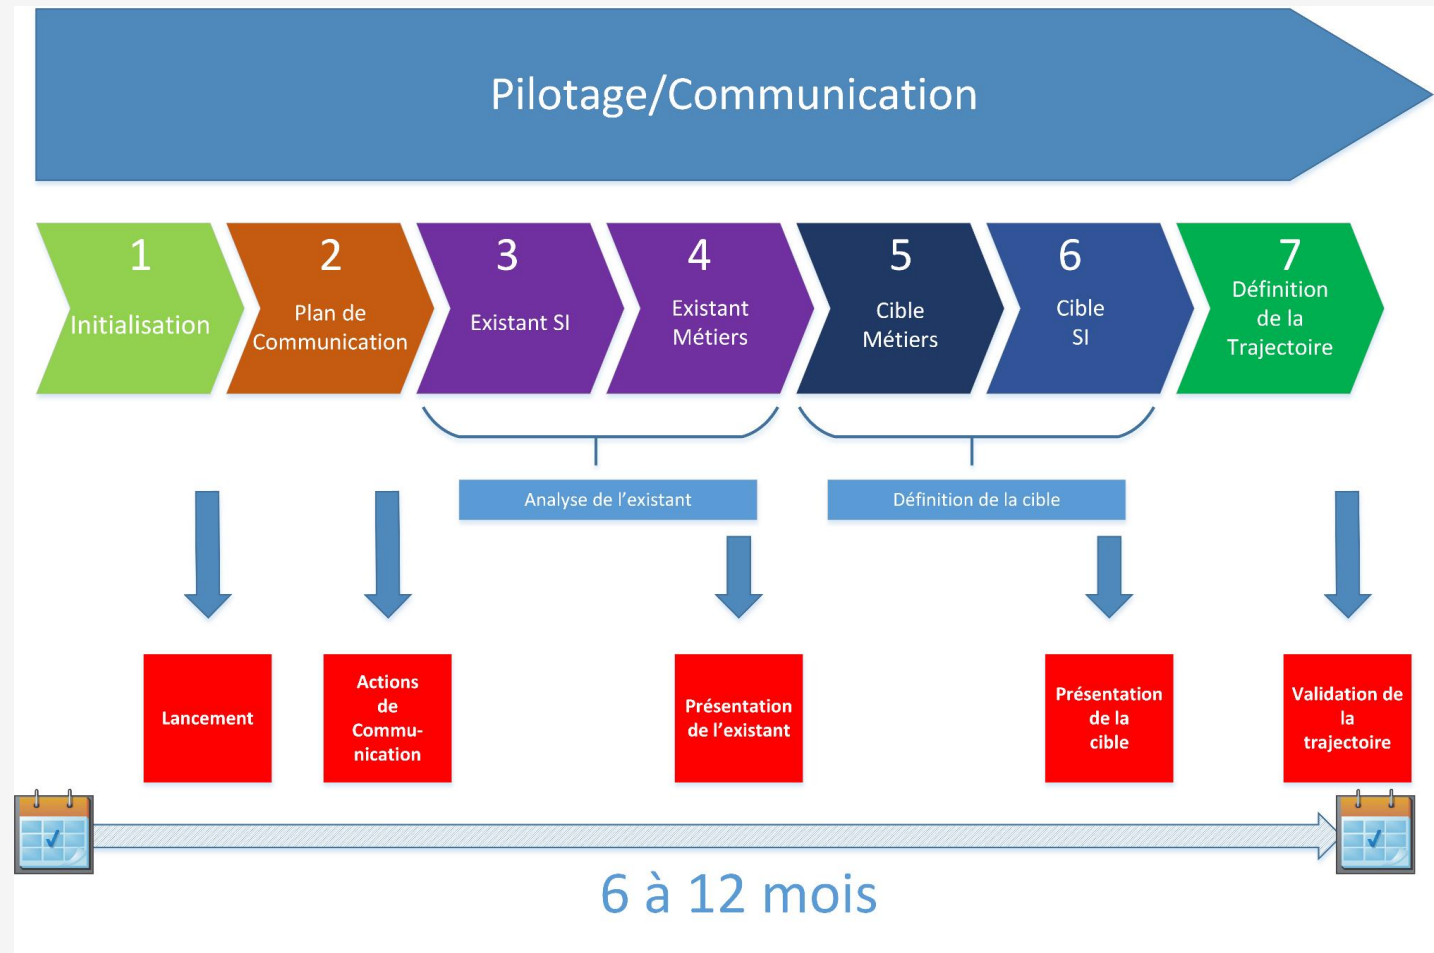 Pilotage/Communication
1
Initialisation
2
Plan de
Communication
3
Existant SI
4
Existant
Métiers
5
Cible
Métiers
6
Cible
SI
7
Définition
de la
Trajectoire
Analyse de l’existant
Définition de la cible
Lancement
Actions
de
Commu-
nication
Présentation
de l’existant
Présentation
de la
cible
Validation de
la
trajectoire
6 à 12 mois